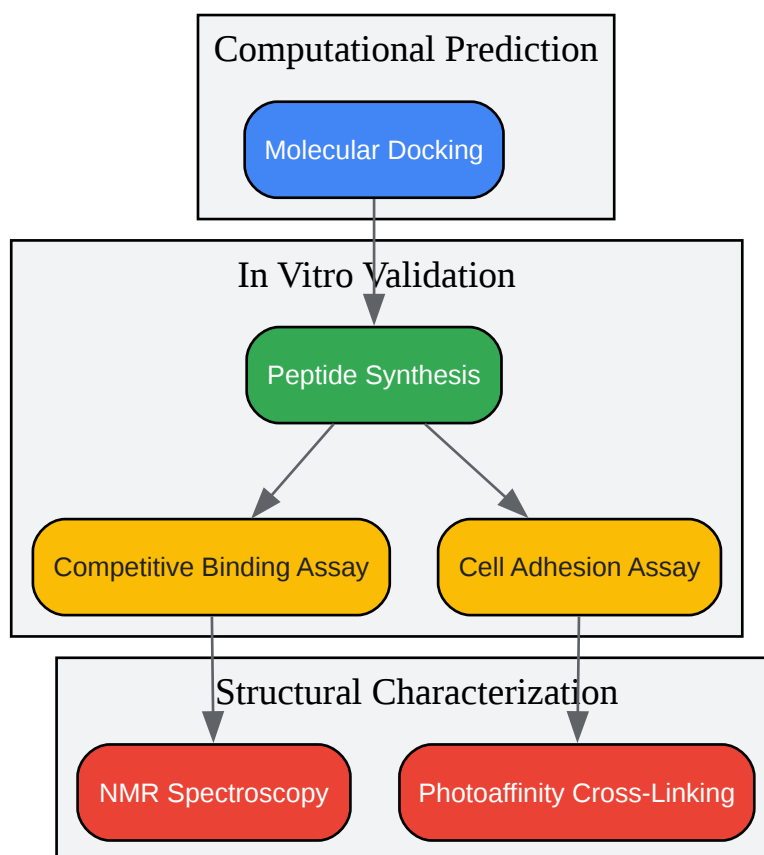 Computational Prediction
Molecular Docking
In Vitro Validation
Peptide Synthesis
Competitive Binding Assay
Cell Adhesion Assay
Structural Characterization
NMR Spectroscopy
Photoaffinity Cross-Linking